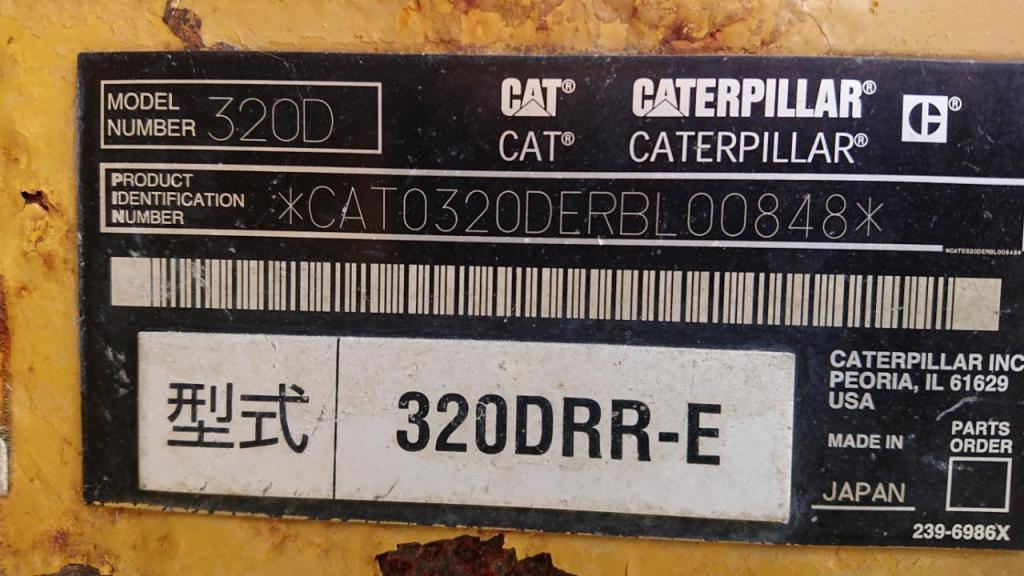 MODEL
NUMBER 320D
CAT® CATERPILLAR® ®
CAT® CATERPILLAR®
PRODUCT
IDENTIFICATION
NUMBER
*CAT0320DERBL00848*
*CAT0320DERBL00848*
型式 320DRR-E
CATERPILLAR INC
PEORIA, IL 61629
USA
MADE IN
JAPAN
PARTS
ORDER
239-6986X